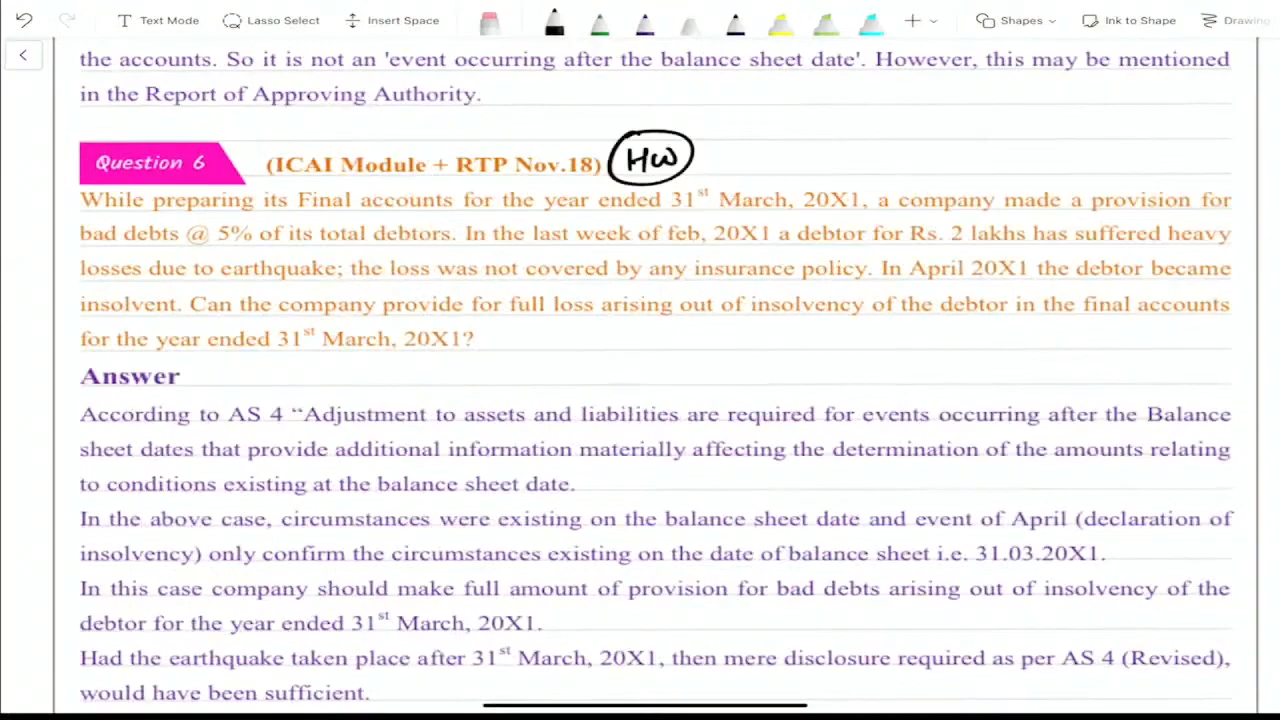 Text Mode Lasso Select Insert Space Shapes Ink to Shape Drawing
the accounts. So it is not an 'event occurring after the balance sheet date'. However, this may be mentioned
in the Report of Approving Authority.
Question 6 (ICAI Module + RTP Nov.18) HW
While preparing its Final accounts for the year ended 31st March, 20X1, a company made a provision for
bad debts @ 5% of its total debtors. In the last week of feb, 20X1 a debtor for Rs. 2 lakhs has suffered heavy
losses due to earthquake; the loss was not covered by any insurance policy. In April 20X1 the debtor became
insolvent. Can the company provide for full loss arising out of insolvency of the debtor in the final accounts
for the year ended 31st March, 20X1?
Answer
According to AS 4 “Adjustment to assets and liabilities are required for events occurring after the Balance
sheet dates that provide additional information materially affecting the determination of the amounts relating
to conditions existing at the balance sheet date.
In the above case, circumstances were existing on the balance sheet date and event of April (declaration of
insolvency) only confirm the circumstances existing on the date of balance sheet i.e. 31.03.20X1.
In this case company should make full amount of provision for bad debts arising out of insolvency of the
debtor for the year ended 31st March, 20X1.
Had the earthquake taken place after 31st March, 20X1, then mere disclosure required as per AS 4 (Revised),
would have been sufficient.